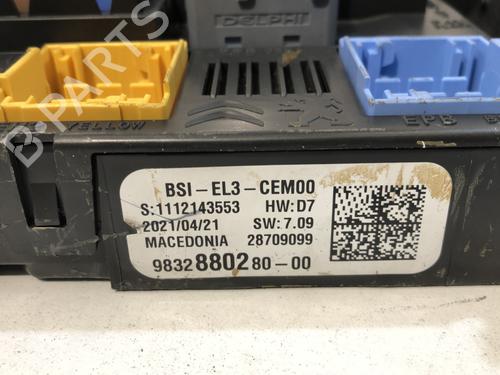 DELPHI
B-PARTS
YELLOW
EPB
BSI-EL3-CEM00
S:1112143553 HW:D7
2021/04/21 SW:7.09
MACEDONIA 28709099
9832880280-00